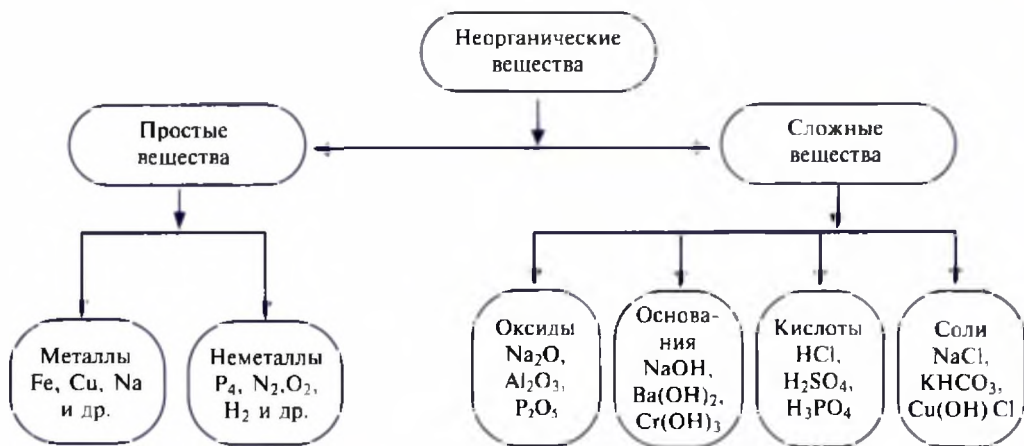 Неорганические
вещества
Простые
вещества
Сложные
вещества
Металлы
Fe, Cu, Na
и др.
Неметаллы
P₄, N₂,O₂,
H₂ и др.
Оксиды
Na₂O,
Al₂O₃,
P₂O₅
Основа-
ния
NaOH,
Ba(OH)₂,
Cr(OH)₃
Кислоты
HCl,
H₂SO₄,
H₃PO₄
Соли
NaCl,
KHCO₃,
Cu(OH)Cl